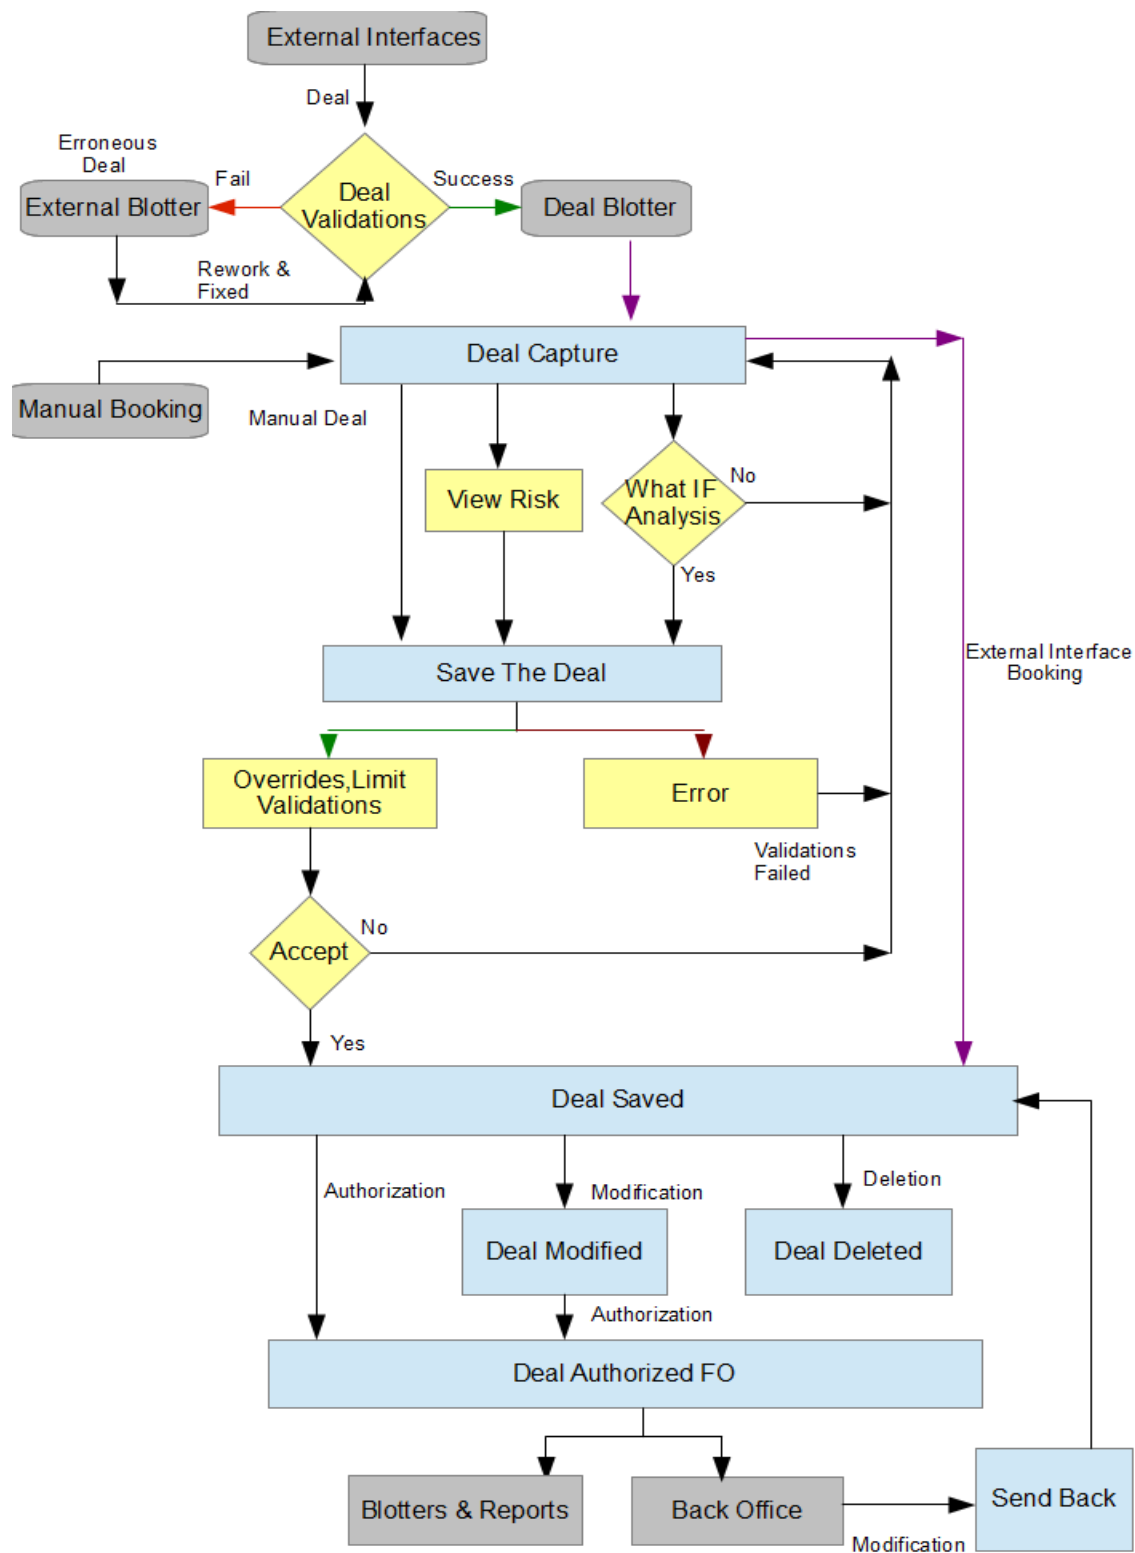 External Interfaces
Deal
Erroneous
Deal
Fail
Success
External Blotter
Deal
Validations
Deal Blotter
Rework &
Fixed
Deal Capture
Manual Booking
Manual Deal
View Risk
What IF
Analysis
No
Yes
External Interface
Booking
Save The Deal
Overrides,Limit
Validations
Error
Validations
Failed
Accept
No
Yes
Deal Saved
Authorization
Modification
Deletion
Deal Modified
Deal Deleted
Authorization
Deal Authorized FO
Blotters & Reports
Back Office
Send Back
Modification